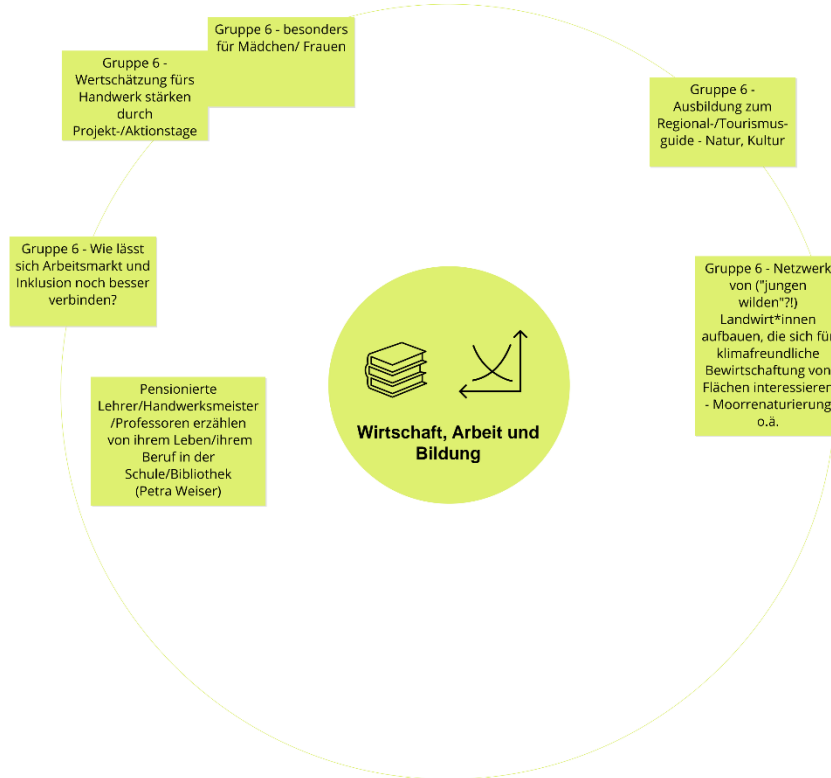 Gruppe 6 - besonders
für Mädchen/ Frauen
Gruppe 6 -
Wertschätzung fürs
Handwerk stärken
durch
Projekt-/Aktionstage
Gruppe 6 -
Ausbildung zum
Regional-/Tourismus-
guide - Natur, Kultur
Gruppe 6 - Wie lässt
sich Arbeitsmarkt und
Inklusion noch besser
verbinden?
Gruppe 6 - Netzwerk
von ("jungen
wilden"?!)
Landwirt*innen
aufbauen, die sich für
klimafreundliche
Bewirtschaftung von
Flächen interessieren
- Moorrenaturierung
o.ä.
Pensionierte
Lehrer/Handwerksmeister
/Professoren erzählen
von ihrem Leben/ihrem
Beruf in der
Schule/Bibliothek
(Petra Weiser)
Wirtschaft, Arbeit und
Bildung